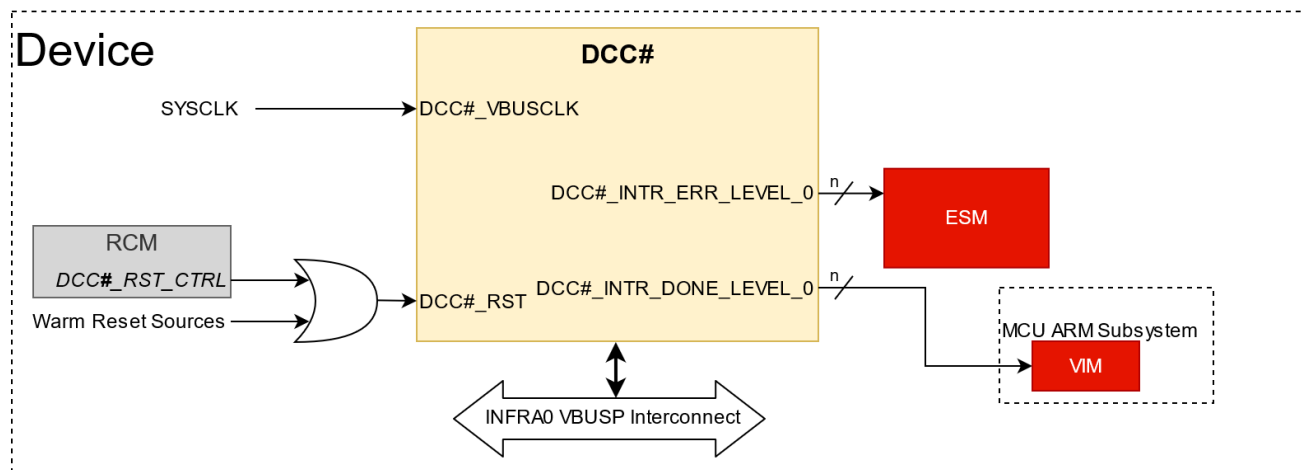 Device
DCC#
SYSCLK
DCC#_VBUSCLK
n
DCC#_INTR_ERR_LEVEL_0
ESM
RCM
DCC#_RST_CTRL
n
DCC#_INTR_DONE_LEVEL_0
DCC#_RST
Warm Reset Sources
MCU ARM Subsystem
VIM
INFRA0 VBUSP Interconnect